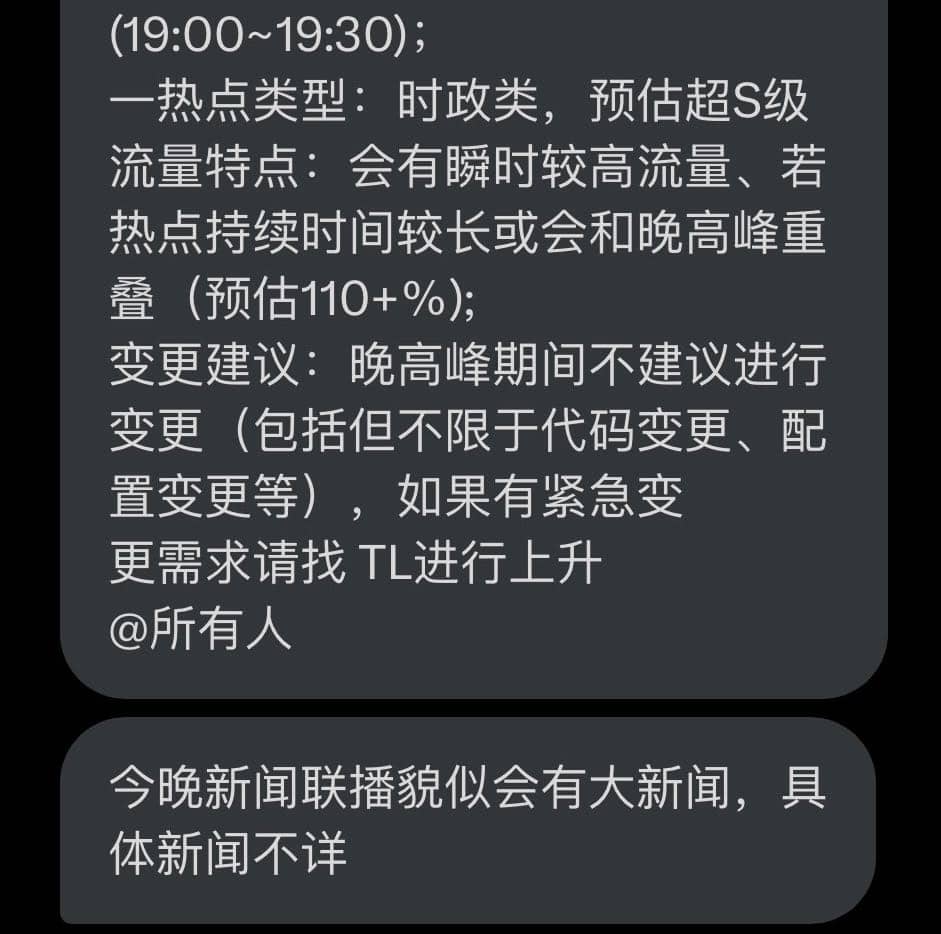 (19:00~19:30)；
一热点类型：时政类，预估超S级
流量特点：会有瞬时较高流量、若
热点持续时间较长或会和晚高峰重
叠（预估110+%);
变更建议：晚高峰期间不建议进行
变更（包括但不限于代码变更、配
置变更等），如果有紧急变
更需求请找 TL进行上升
@所有人
今晚新闻联播貌似会有大新闻，具
体新闻不详